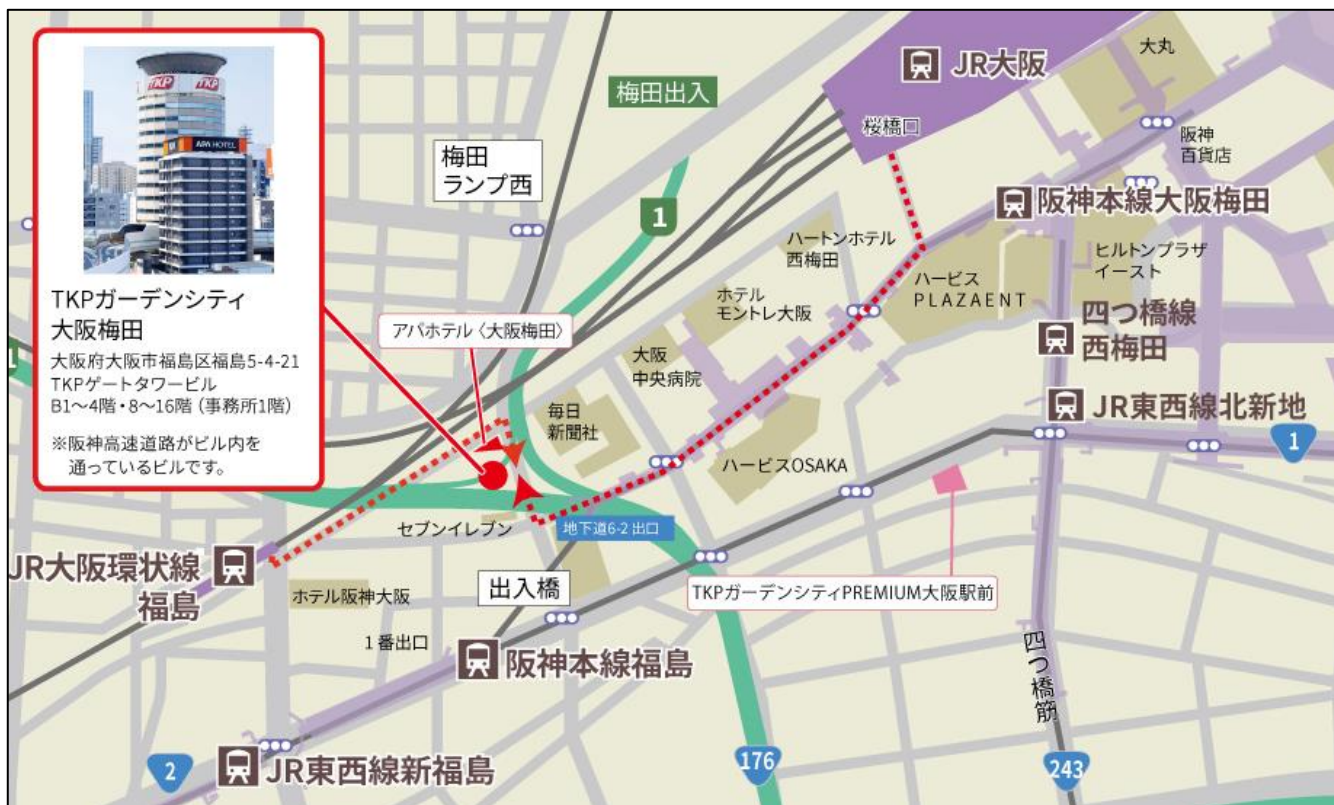 TKP
TKP
APA HOTEL
TKPガーデンシティ
大阪梅田
大阪府大阪市福島区福島5-4-21
TKPゲートタワービル
B1～4階・8～16階（事務所1階）
※阪神高速道路がビル内を
通っているビルです。
梅田出入
梅田
ランプ西
1
1
JR大阪
桜橋口
大丸
阪神
百貨店
阪神本線大阪梅田
ハートンホテル
西梅田
ハービス
PLAZAENT
ヒルトンプラザ
イースト
ホテル
モントレ大阪
四つ橋線
西梅田
アパホテル〈大阪梅田〉
大阪
中央病院
毎日
新聞社
JR東西線北新地
1
ハービスOSAKA
セブンイレブン
地下道6-2 出口
JR大阪環状線
福島
ホテル阪神大阪
出入橋
TKPガーデンシティPREMIUM大阪駅前
1番出口
阪神本線福島
四つ橋筋
JR東西線新福島
2
176
243